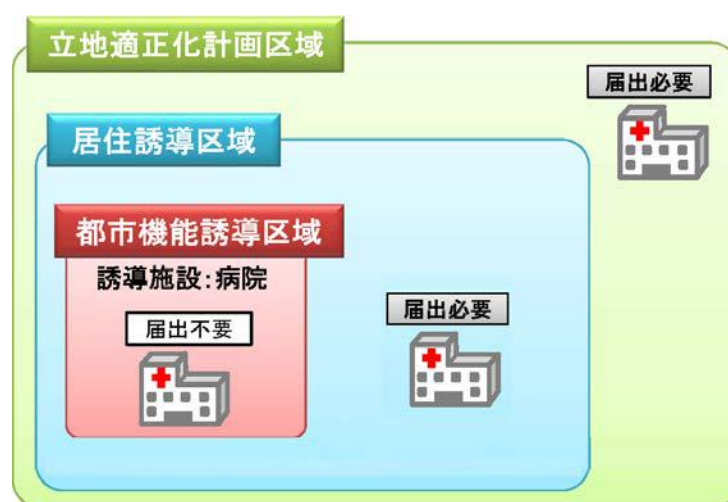 立地適正化計画区域
届出必要
居住誘導区域
都市機能誘導区域
誘導施設：病院
届出不要
届出必要